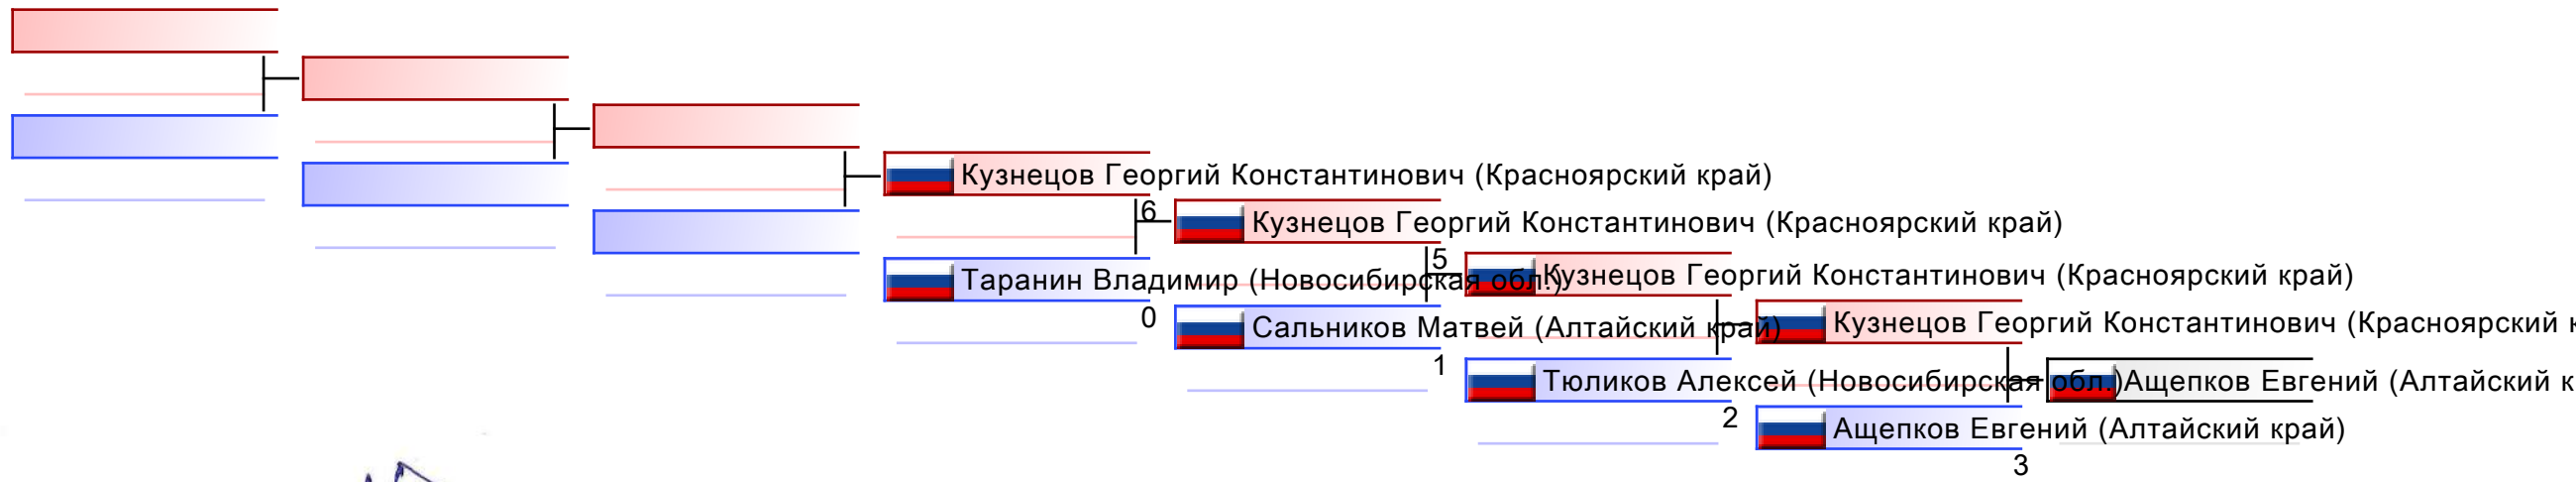 Кузнецов Георгий Константинович (Красноярский край)
6
Кузнецов Георгий Константинович (Красноярский край)
Таранин Владимир (Новосибирская обл.)
0
5
Кузнецов Георгий Константинович (Красноярский край)
Сальников Матвей (Алтайский край)
1
Кузнецов Георгий Константинович (Красноярский к
Тюликов Алексей (Новосибирская обл.)
2
Ащепков Евгений (Алтайский к
Ащепков Евгений (Алтайский край)
3